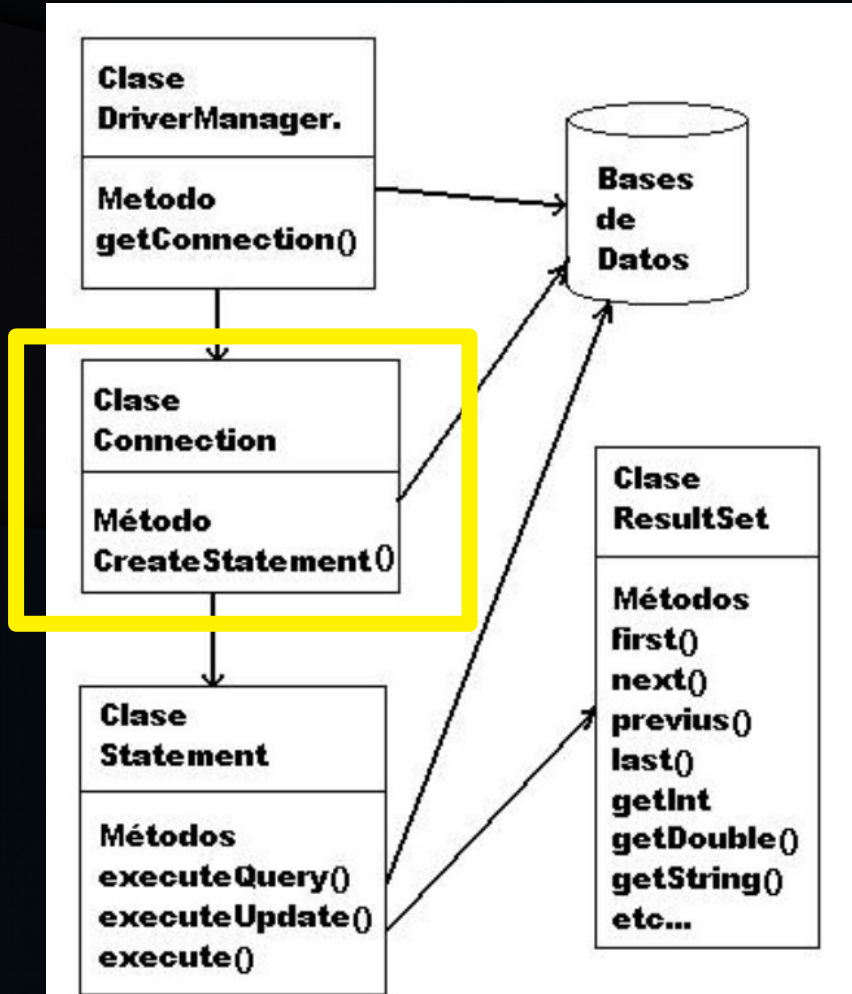 Clase
DriverManager.
Metodo
getConnection()
Bases
de
Datos
Clase
Connection
Método
CreateStatement()
Clase
ResultSet
Métodos
first()
next()
previus()
last()
getInt
getDouble()
getString()
etc...
Clase
Statement
Métodos
executeQuery()
executeUpdate()
execute()